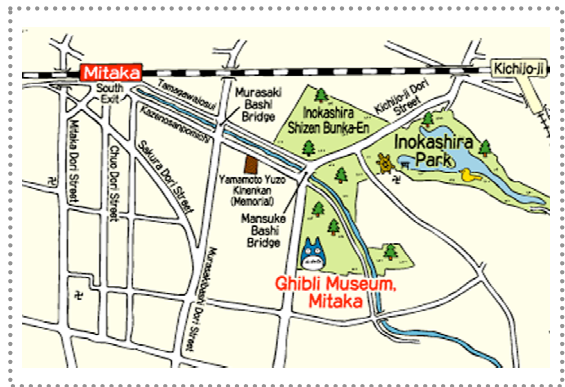 Mitaka
South
Exit
Tamagawajosui
Kazenosanpomichi
Murasaki
Bashi
Bridge
Inokashira
Shizen Bunka-En
Kichijo-ji Dori
Street
Kichijo-ji
Inokashira
Park
Mitaka Dori Street
Chuo Dori Street
Sakura Dori Street
Yamamoto Yuzo
Kinenkan
(Memorial)
Mansuke
Bashi
Bridge
Murasakibashi Dori Street
Ghibli Museum,
Mitaka